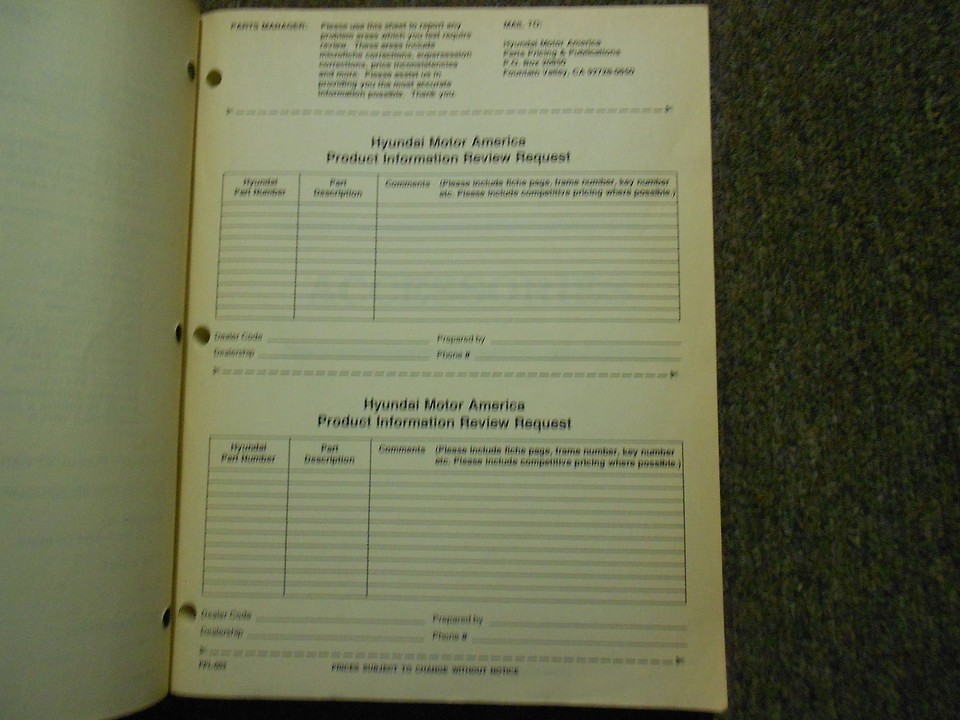 PARTS MANAGER: Please use this sheet to report any
problem areas which you feel require
review. These areas include
microfiche corrections, supersession
corrections, price inconsistencies
and more. Please assist us in
providing you the most accurate
information possible. Thank you.
MAIL TO:
Hyundai Motor America
Parts Pricing & Publications
P.O. Box
Fountain Valley, CA
Hyundai Motor America
Product Information Review Request
Hyundai Part Comments (Please include fiche page, frame number, key number
Part Number Description etc. Please include competitive pricing where possible.)
Dealer Code Prepared by
Dealership Phone #
Hyundai Motor America
Product Information Review Request
Hyundai Part Comments (Please include fiche page, frame number, key number
Part Number Description etc. Please include competitive pricing where possible.)
Dealer Code Prepared by
Dealership Phone #
PRICES SUBJECT TO CHANGE WITHOUT NOTICE